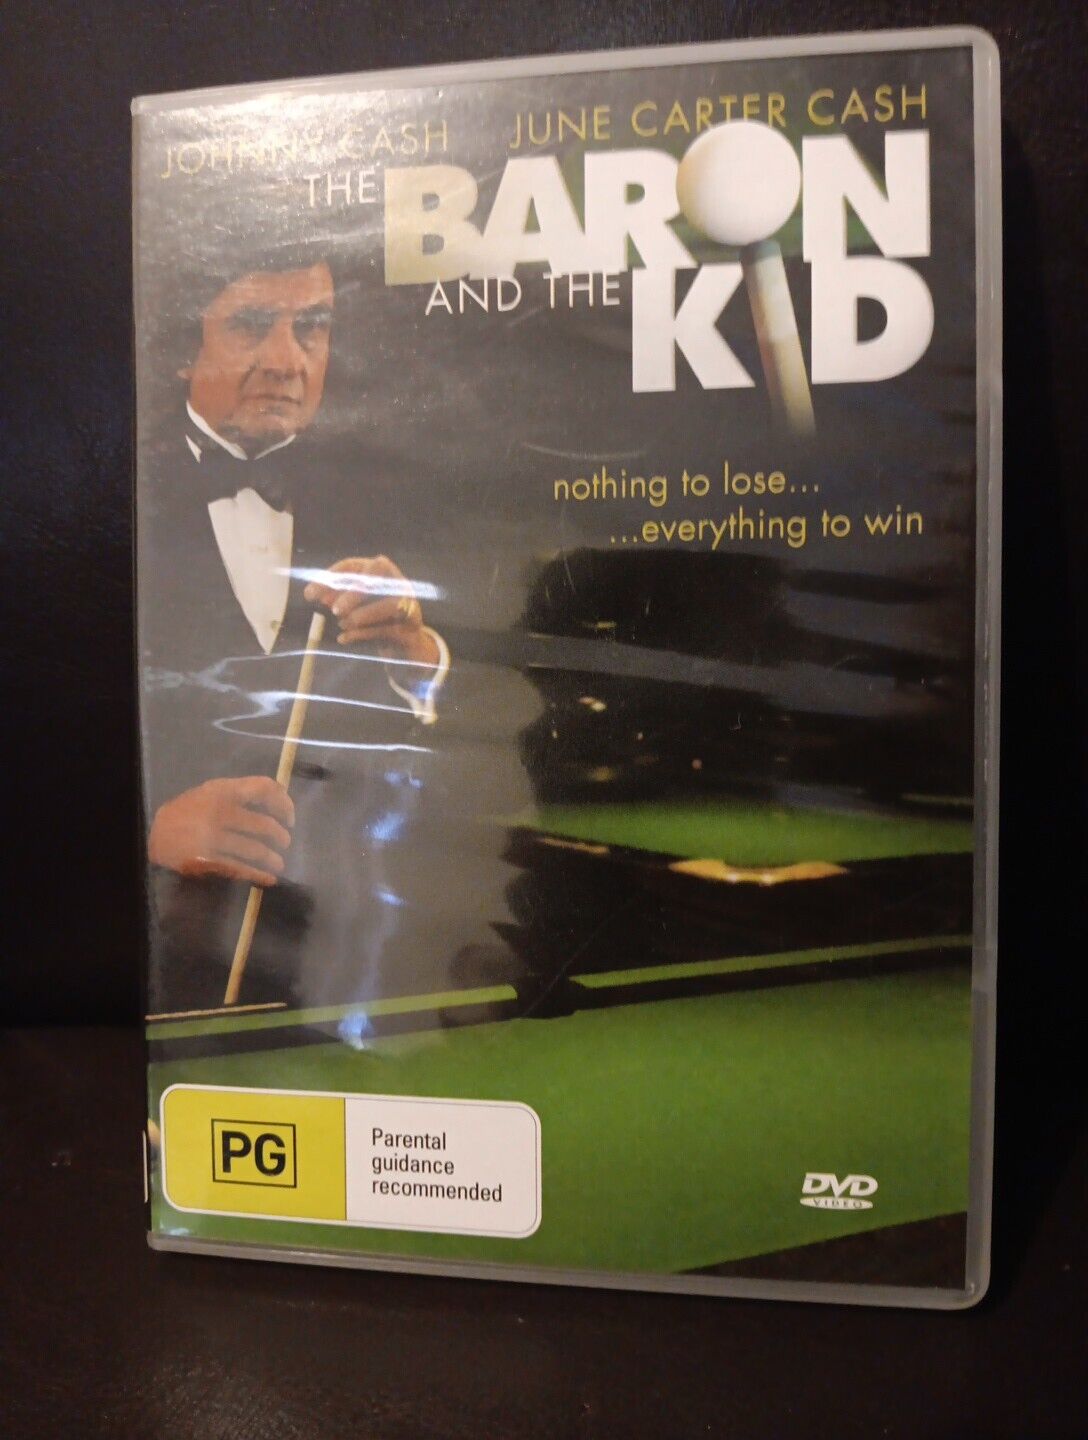 JOHNNY CASH JUNE CARTER CASH
THE BARON
AND THE KID
nothing to lose...
...everything to win
PG
Parental
guidance
recommended
DVD
VIDEO